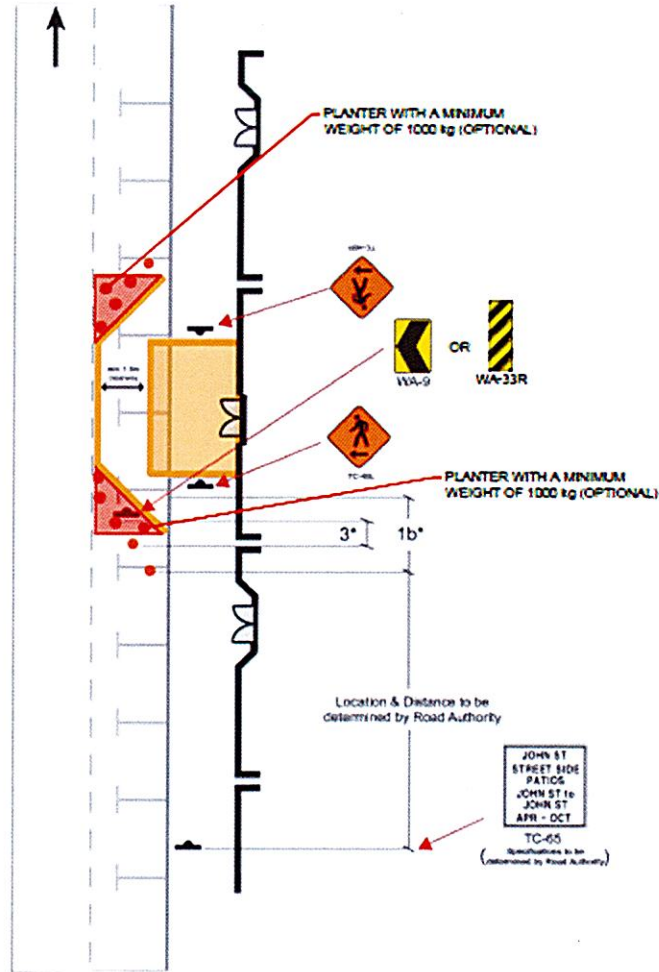 PLANTER WITH A MINIMUM
WEIGHT OF 1000 kg (OPTIONAL)
OR
WA-9
WA-33R
PLANTER WITH A MINIMUM
WEIGHT OF 1000 kg (OPTIONAL)
3*
1b*
Location & Distance to be
determined by Road Authority
JOHN ST
STREET SIDE
PATIOS
JOHN ST to
JOHN ST
APR - OCT
TC-65
(Specifications to be
determined by Road Authority)